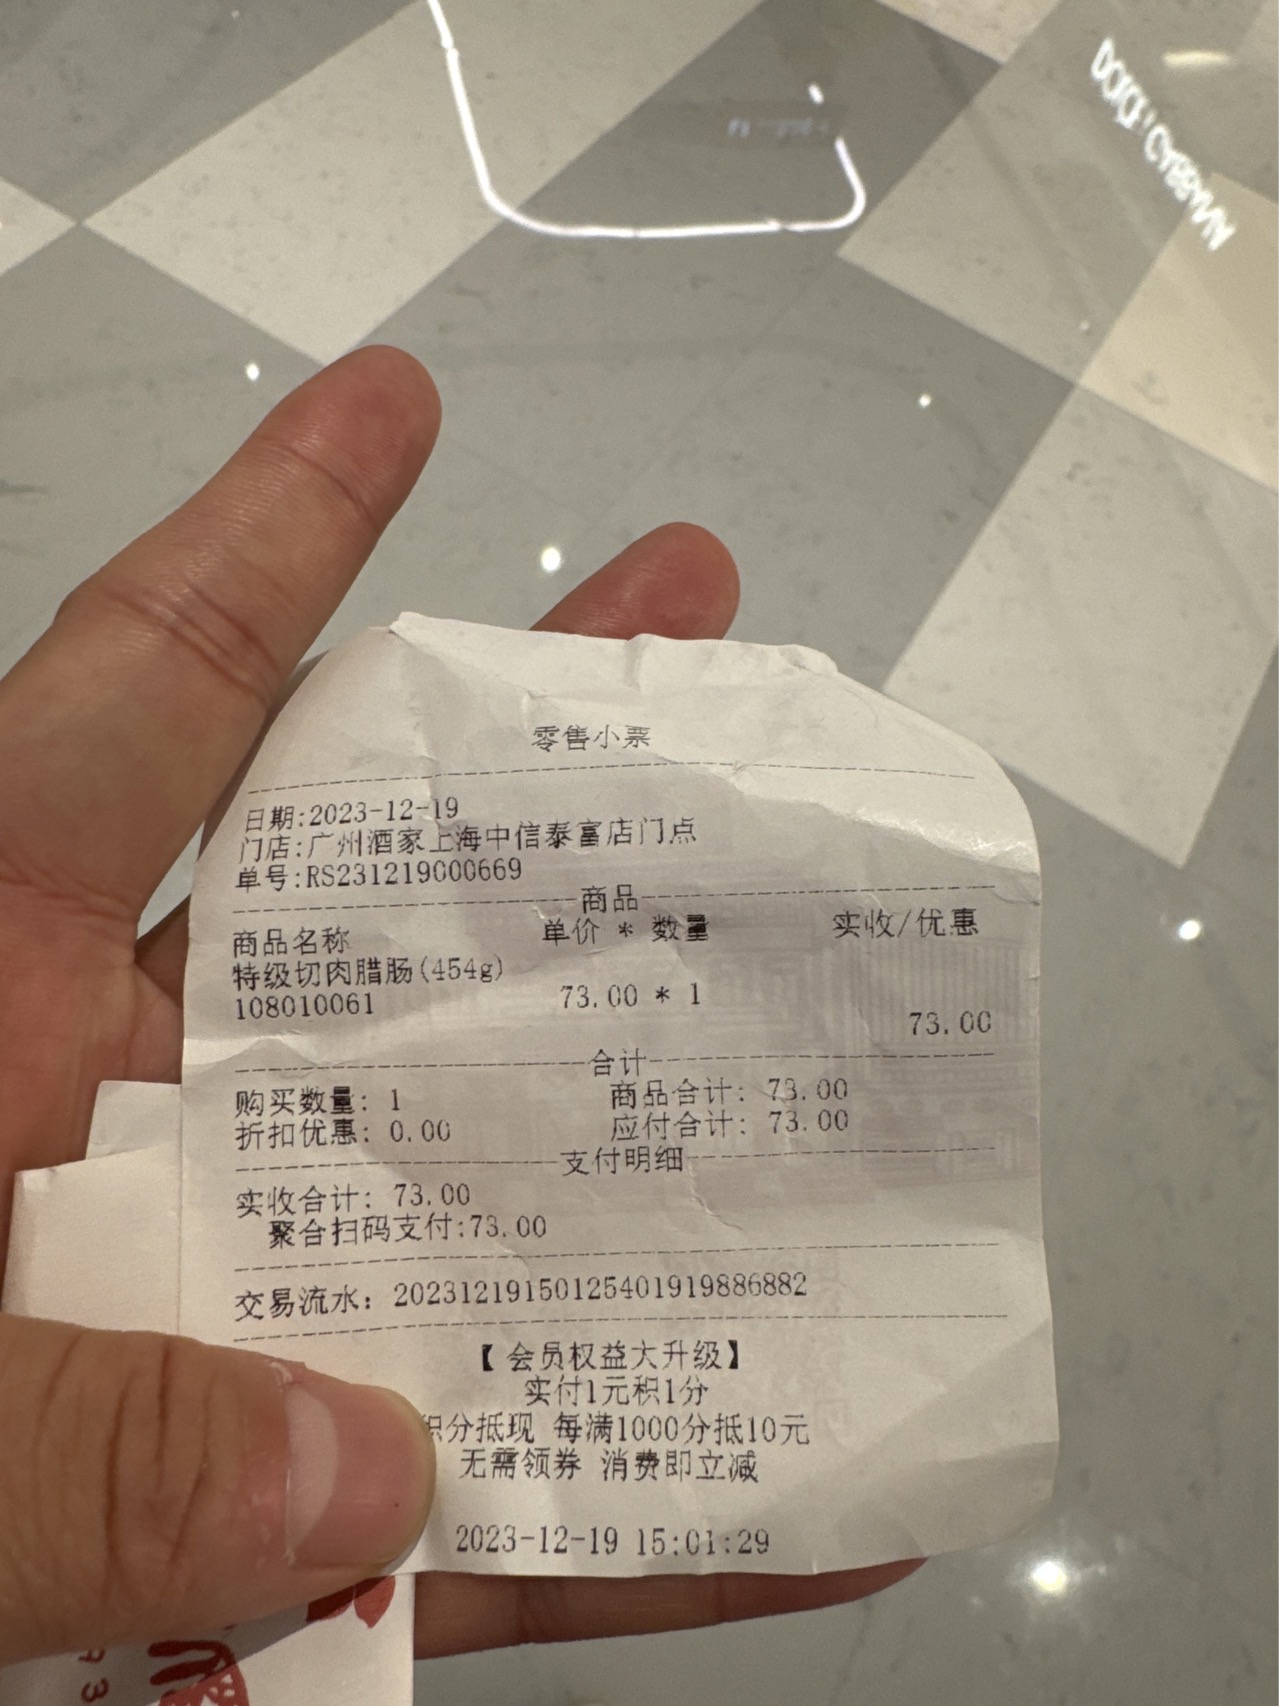 DOLCE&GABBANA
零售小票
日期:2023-12-19
门店:广州酒家上海中信泰富店门点
单号:RS231219000669
商品
商品名称 单价 * 数量 实收/优惠
特级切肉腊肠(454g)
108010061 73.00 * 1
73.00
合计
购买数量: 1 商品合计: 73.00
折扣优惠: 0.00 应付合计: 73.00
支付明细
实收合计: 73.00
聚合扫码支付:73.00
交易流水: 2023121915012540191988​6882
【会员权益大升级】
实付1元积1分
积分抵现 每满1000分抵10元
无需领券 消费即立减
2023-12-19 15:01:29
93